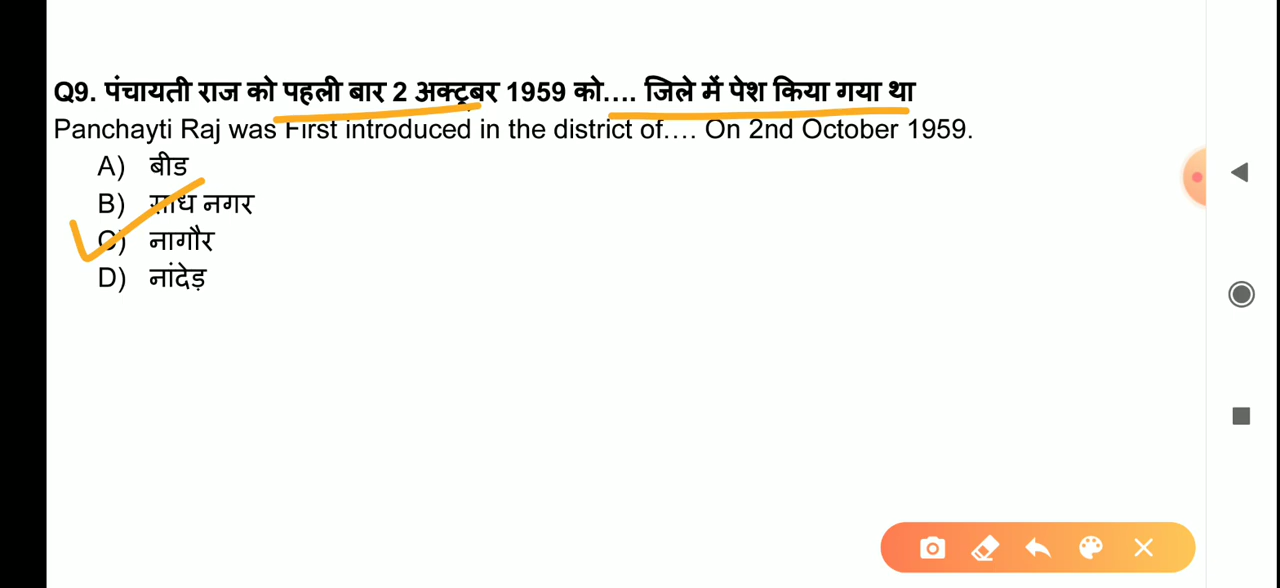 Q9. पंचायती राज को पहली बार 2 अक्टूबर 1959 को.... जिले में पेश किया गया था
Panchayti Raj was First introduced in the district of.... On 2nd October 1959.
A) बीड
B) नगर
C) नागौर
D) नांदेड़